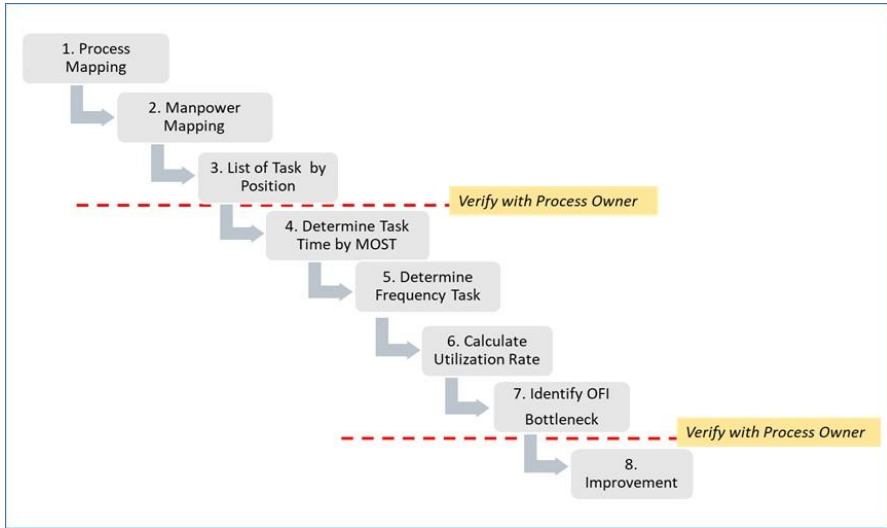 1. Process
Mapping
2. Manpower
Mapping
3. List of Task by
Position
Verify with Process Owner
4. Determine Task
Time by MOST
5. Determine
Frequency Task
6. Calculate
Utilization Rate
7. Identify OFI
Bottleneck
Verify with Process Owner
8.
Improvement